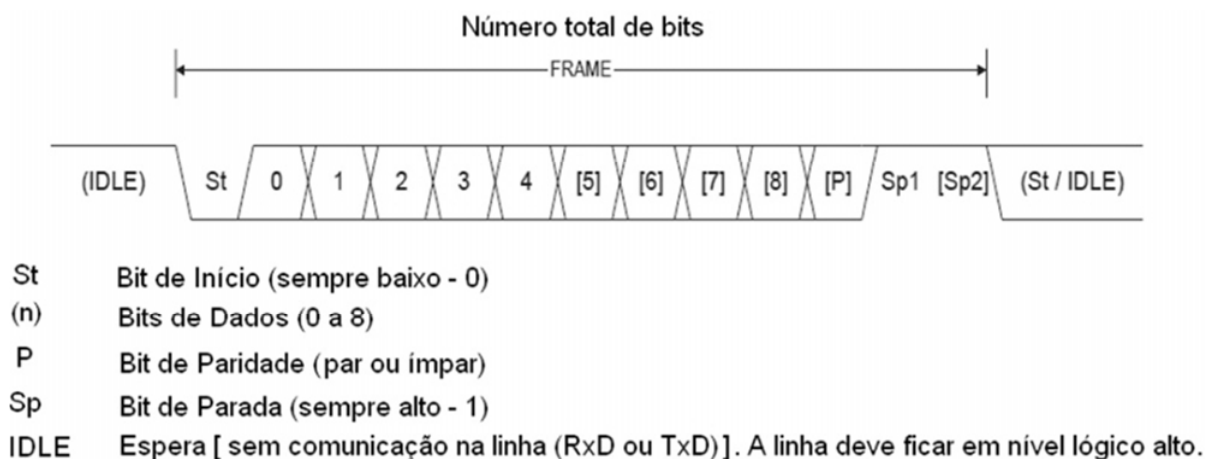 Número total de bits
FRAME
(IDLE) St 0 1 2 3 4 [5] [6] [7] [8] [P] Sp1 [Sp2] (St / IDLE)
St Bit de Início (sempre baixo - 0)
(n) Bits de Dados (0 a 8)
P Bit de Paridade (par ou ímpar)
Sp Bit de Parada (sempre alto - 1)
IDLE Espera [ sem comunicação na linha (RxD ou TxD)]. A linha deve ficar em nível lógico alto.